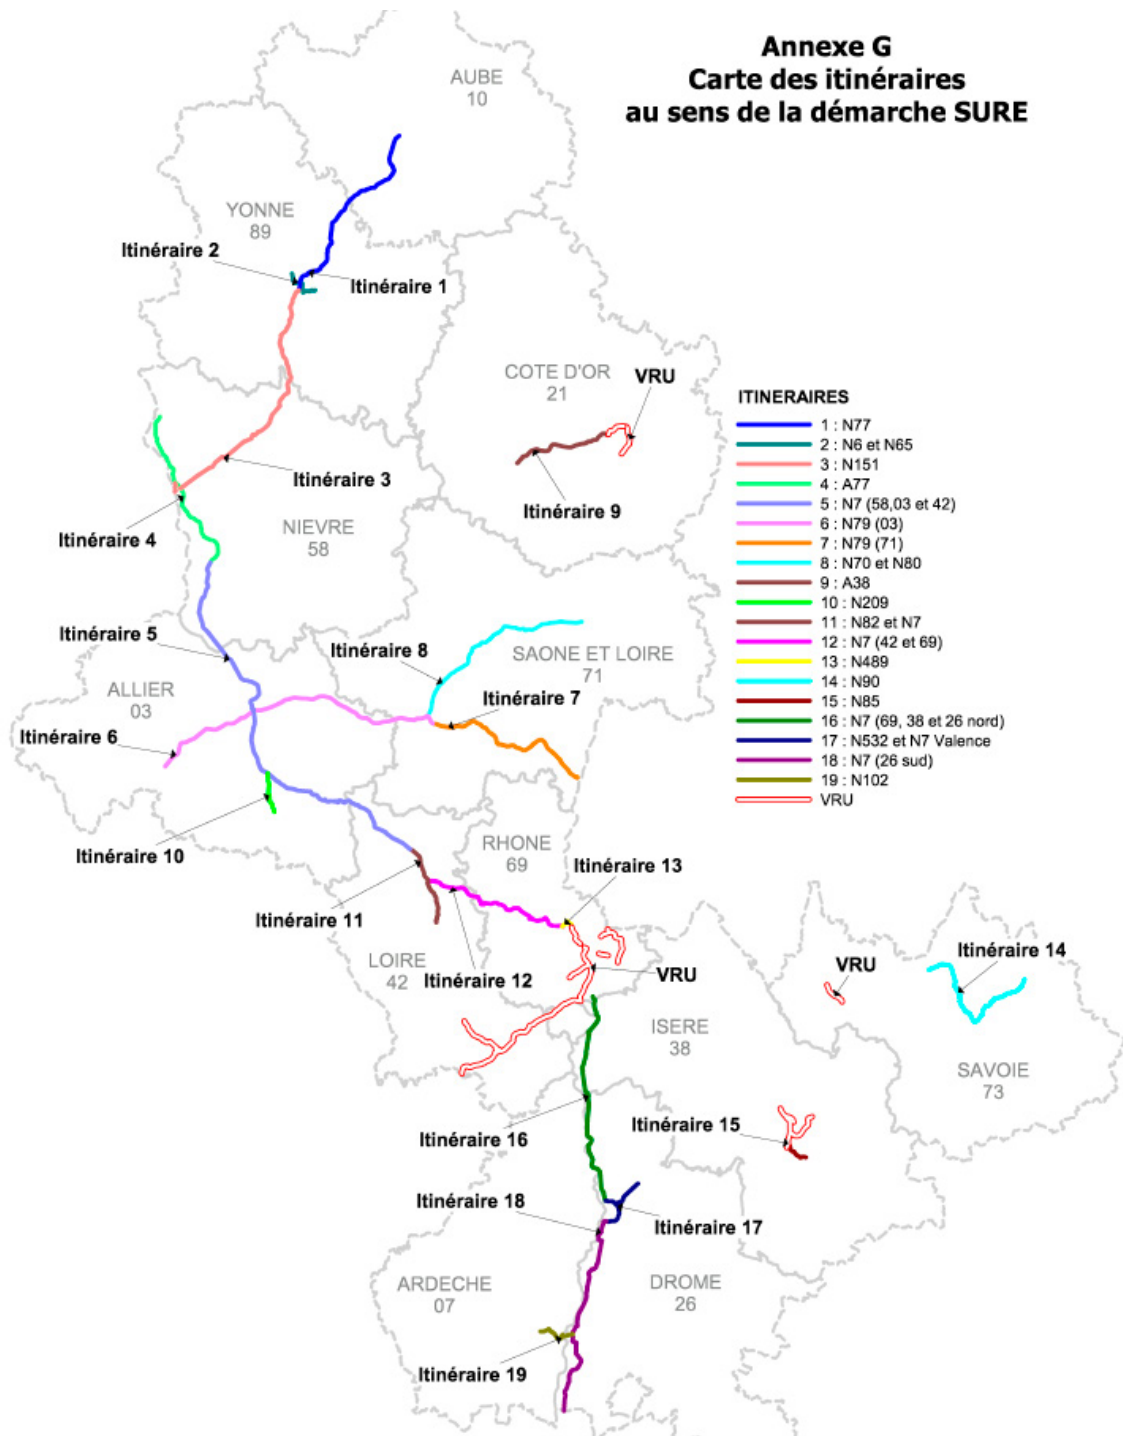 Annexe G
Carte des itinéraires
au sens de la démarche SURE
AUBE
10
YONNE
89
Itinéraire 2
Itinéraire 1
COTE D'OR
21
VRU
ITINERAIRES
1 : N77
2 : N6 et N65
3 : N151
4 : A77
5 : N7 (58,03 et 42)
6 : N79 (03)
7 : N79 (71)
8 : N70 et N80
9 : A38
10 : N209
11 : N82 et N7
12 : N7 (42 et 69)
13 : N489
14 : N90
15 : N85
16 : N7 (69, 38 et 26 nord)
17 : N532 et N7 Valence
18 : N7 (26 sud)
19 : N102
VRU
Itinéraire 3
Itinéraire 9
Itinéraire 4
NIEVRE
58
Itinéraire 5
Itinéraire 8
SAONE ET LOIRE
71
ALLIER
03
Itinéraire 7
Itinéraire 6
RHONE
69
Itinéraire 10
Itinéraire 13
Itinéraire 11
LOIRE
42
Itinéraire 12
VRU
VRU
Itinéraire 14
ISERE
38
SAVOIE
73
Itinéraire 16
Itinéraire 15
Itinéraire 18
Itinéraire 17
ARDECHE
07
DROME
26
Itinéraire 19